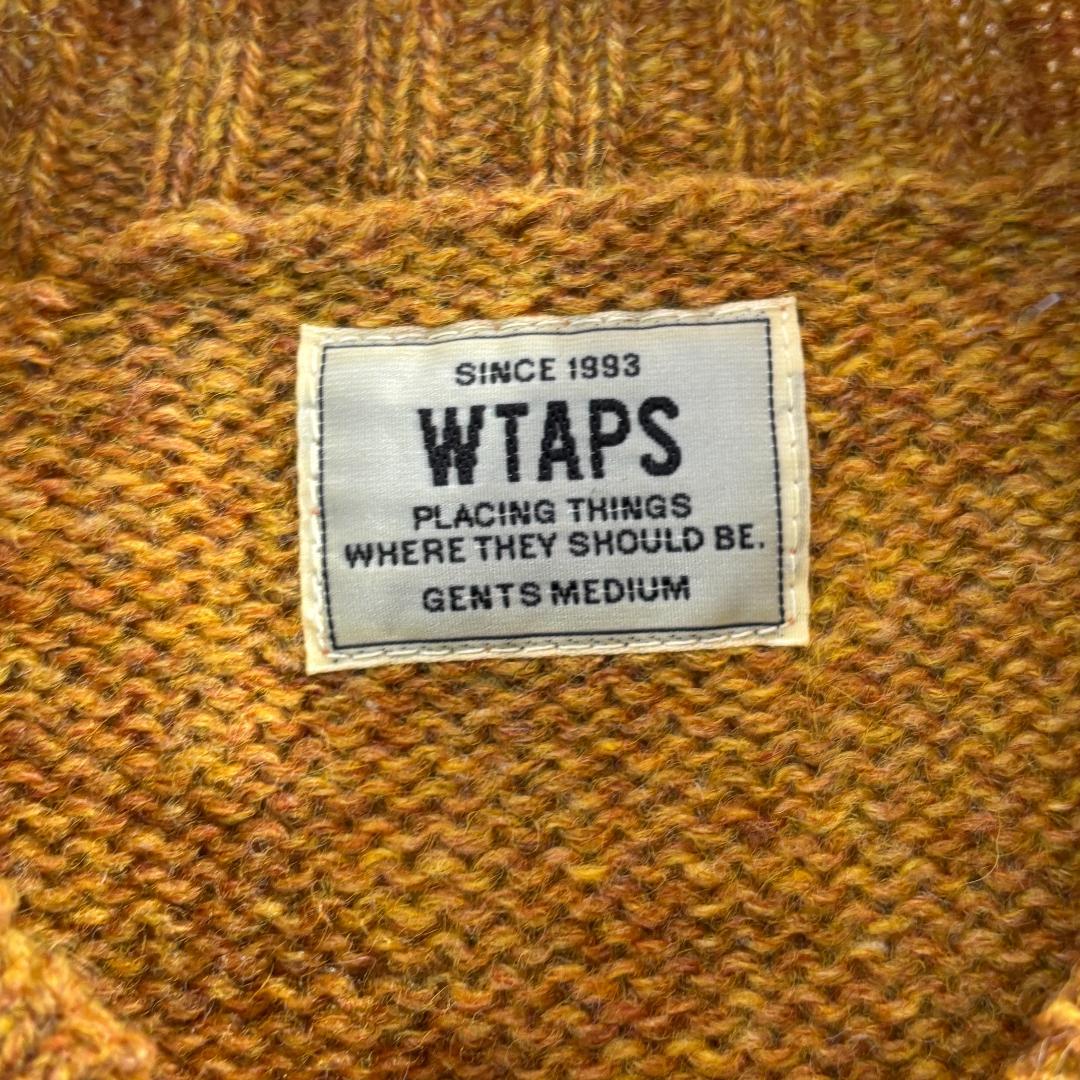 SINCE 1993
WTAPS
PLACING THINGS
WHERE THEY SHOULD BE.
GENTS MEDIUM